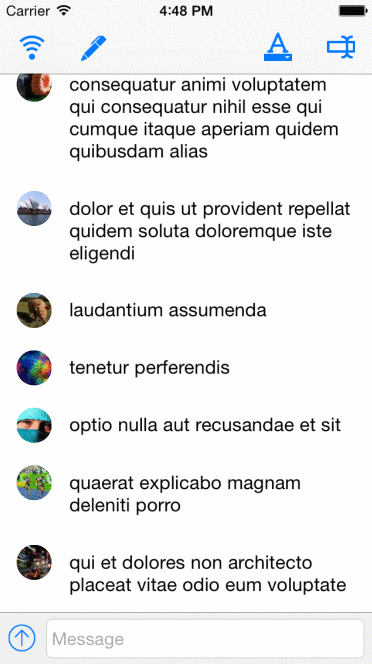 Carrier 4:48 PM
A
consequatur animi voluptatem
qui consequatur nihil esse qui
cumque itaque aperiam quidem
quibusdam alias
dolor et quis ut provident repellat
quidem soluta doloremque iste
eligendi
laudantium assumenda
tenetur perferendis
optio nulla aut recusandae et sit
quaerat explicabo magnam
deleniti porro
qui et dolores non architecto
placeat vitae odio eum voluptate
Message